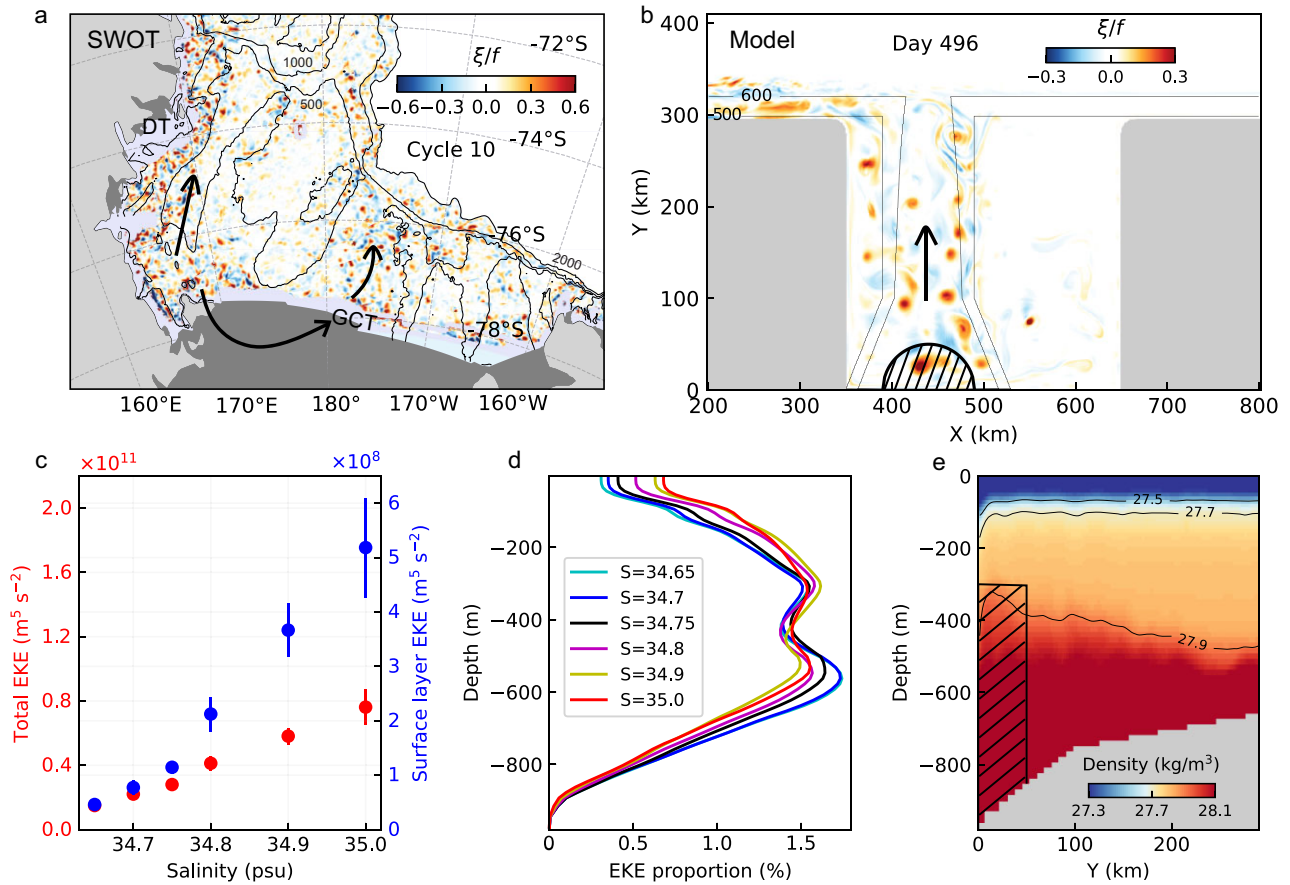 a
SWOT
ξ/f
−0.6 −0.3 0.0 0.3 0.6
1000
500
2000
DT
GCT
Cycle 10
-72°S
-74°S
-76°S
-78°S
160°E 170°E 180° 170°W 160°W
b
Model
Day 496
ξ/f
−0.3 0.0 0.3
600
500
Y (km)
400
300
200
100
0
200 300 400 500 600 700 800
X (km)
c
×10¹¹
×10⁸
Total EKE (m⁵ s⁻²)
2.0
1.6
1.2
0.8
0.4
0.0
Surface layer EKE (m⁵ s⁻²)
6
5
4
3
2
1
0
34.7 34.8 34.9 35.0
Salinity (psu)
d
Depth (m)
−200
−400
−600
−800
S=34.65
S=34.7
S=34.75
S=34.8
S=34.9
S=35.0
0 0.5 1.0 1.5
EKE proportion (%)
e
Depth (m)
0
−200
−400
−600
−800
27.5
27.7
27.9
Density (kg/m³)
27.3 27.7 28.1
0 100 200
Y (km)